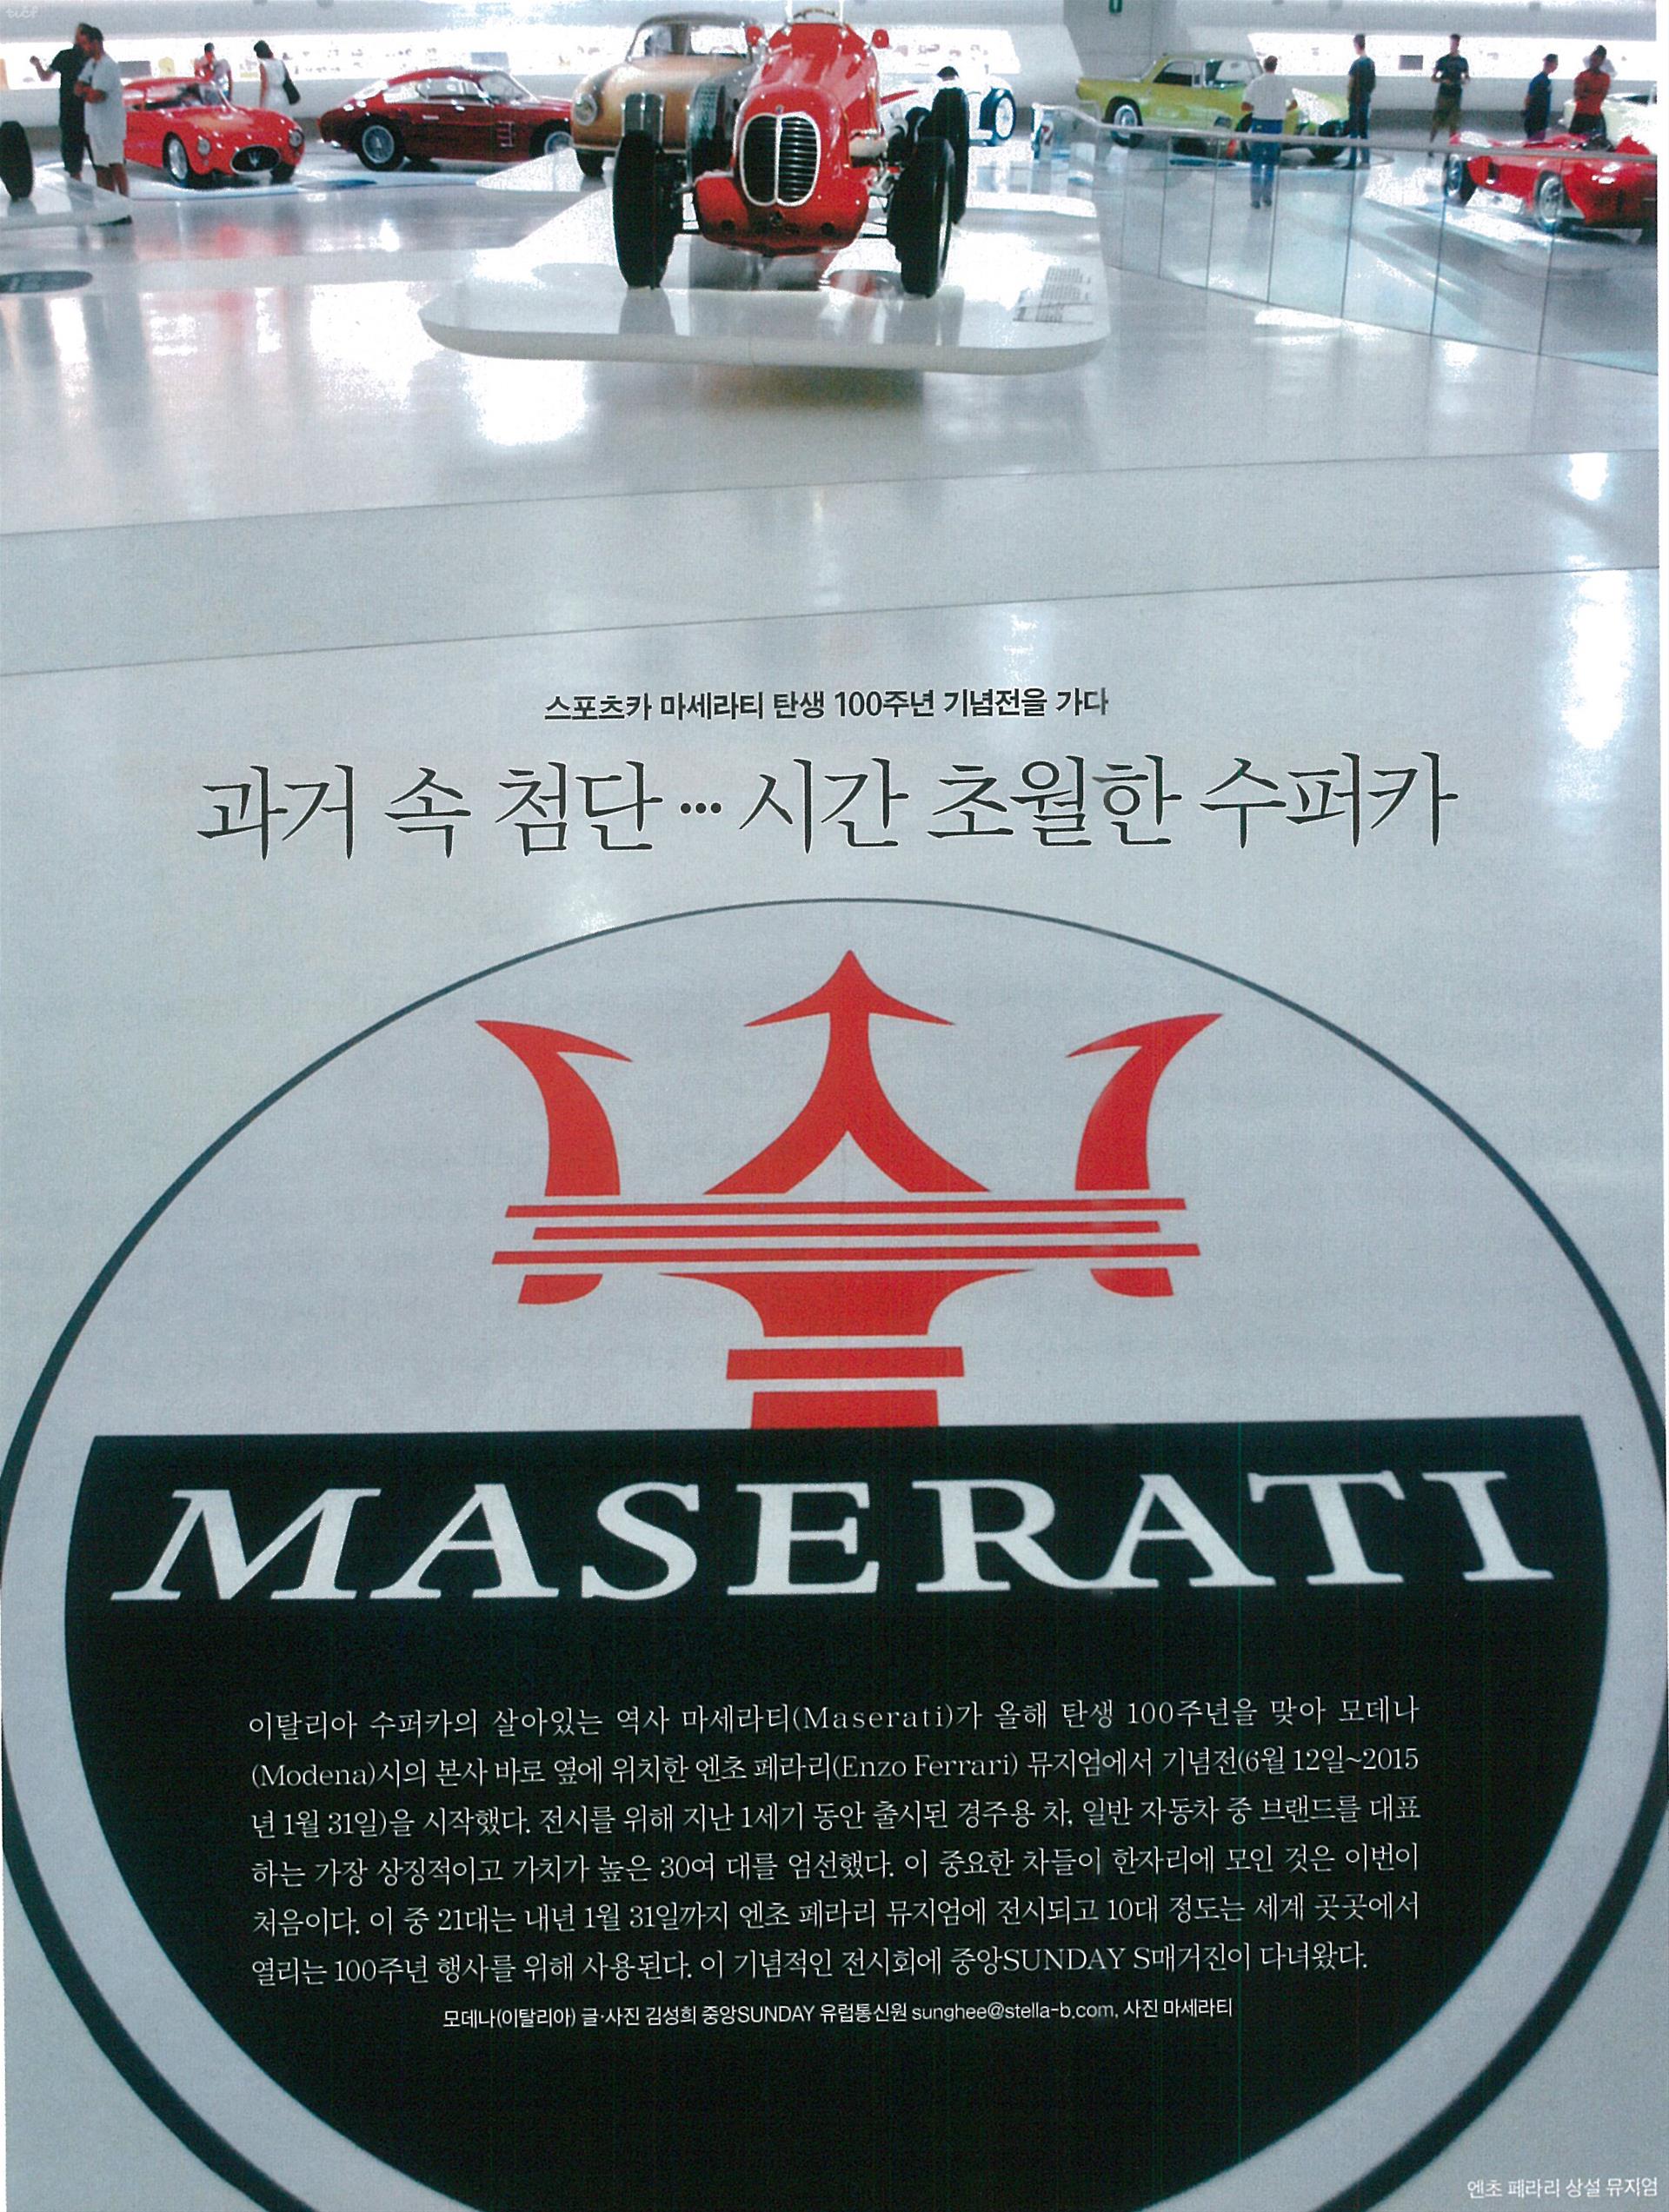 스포츠카 마세라티 탄생 100주년 기념전을 가다
과거 속 첨단··· 시간 초월한 수퍼카
MASERATI
이탈리아 수퍼카의 살아있는 역사 마세라티(Maserati)가 올해 탄생 100주년을 맞아 모데나
(Modena)시의 본사 바로 옆에 위치한 엔초 페라리(Enzo Ferrari) 뮤지엄에서 기념전(6월 12일~2015
년 1월 31일)을 시작했다. 전시를 위해 지난 1세기 동안 출시된 경주용 차, 일반 자동차 중 브랜드를 대표
하는 가장 상징적이고 가치가 높은 30여 대를 엄선했다. 이 중요한 차들이 한자리에 모인 것은 이번이
처음이다. 이 중 21대는 내년 1월 31일까지 엔초 페라리 뮤지엄에 전시되고 10대 정도는 세계 곳곳에서
열리는 100주년 행사를 위해 사용된다. 이 기념적인 전시회에 중앙SUNDAY S매거진이 다녀왔다.
모데나(이탈리아) 글·사진 김성희 중앙SUNDAY 유럽통신원 sunghee@stella-b.com, 사진 마세라티
엔초 페라리 상설 뮤지엄